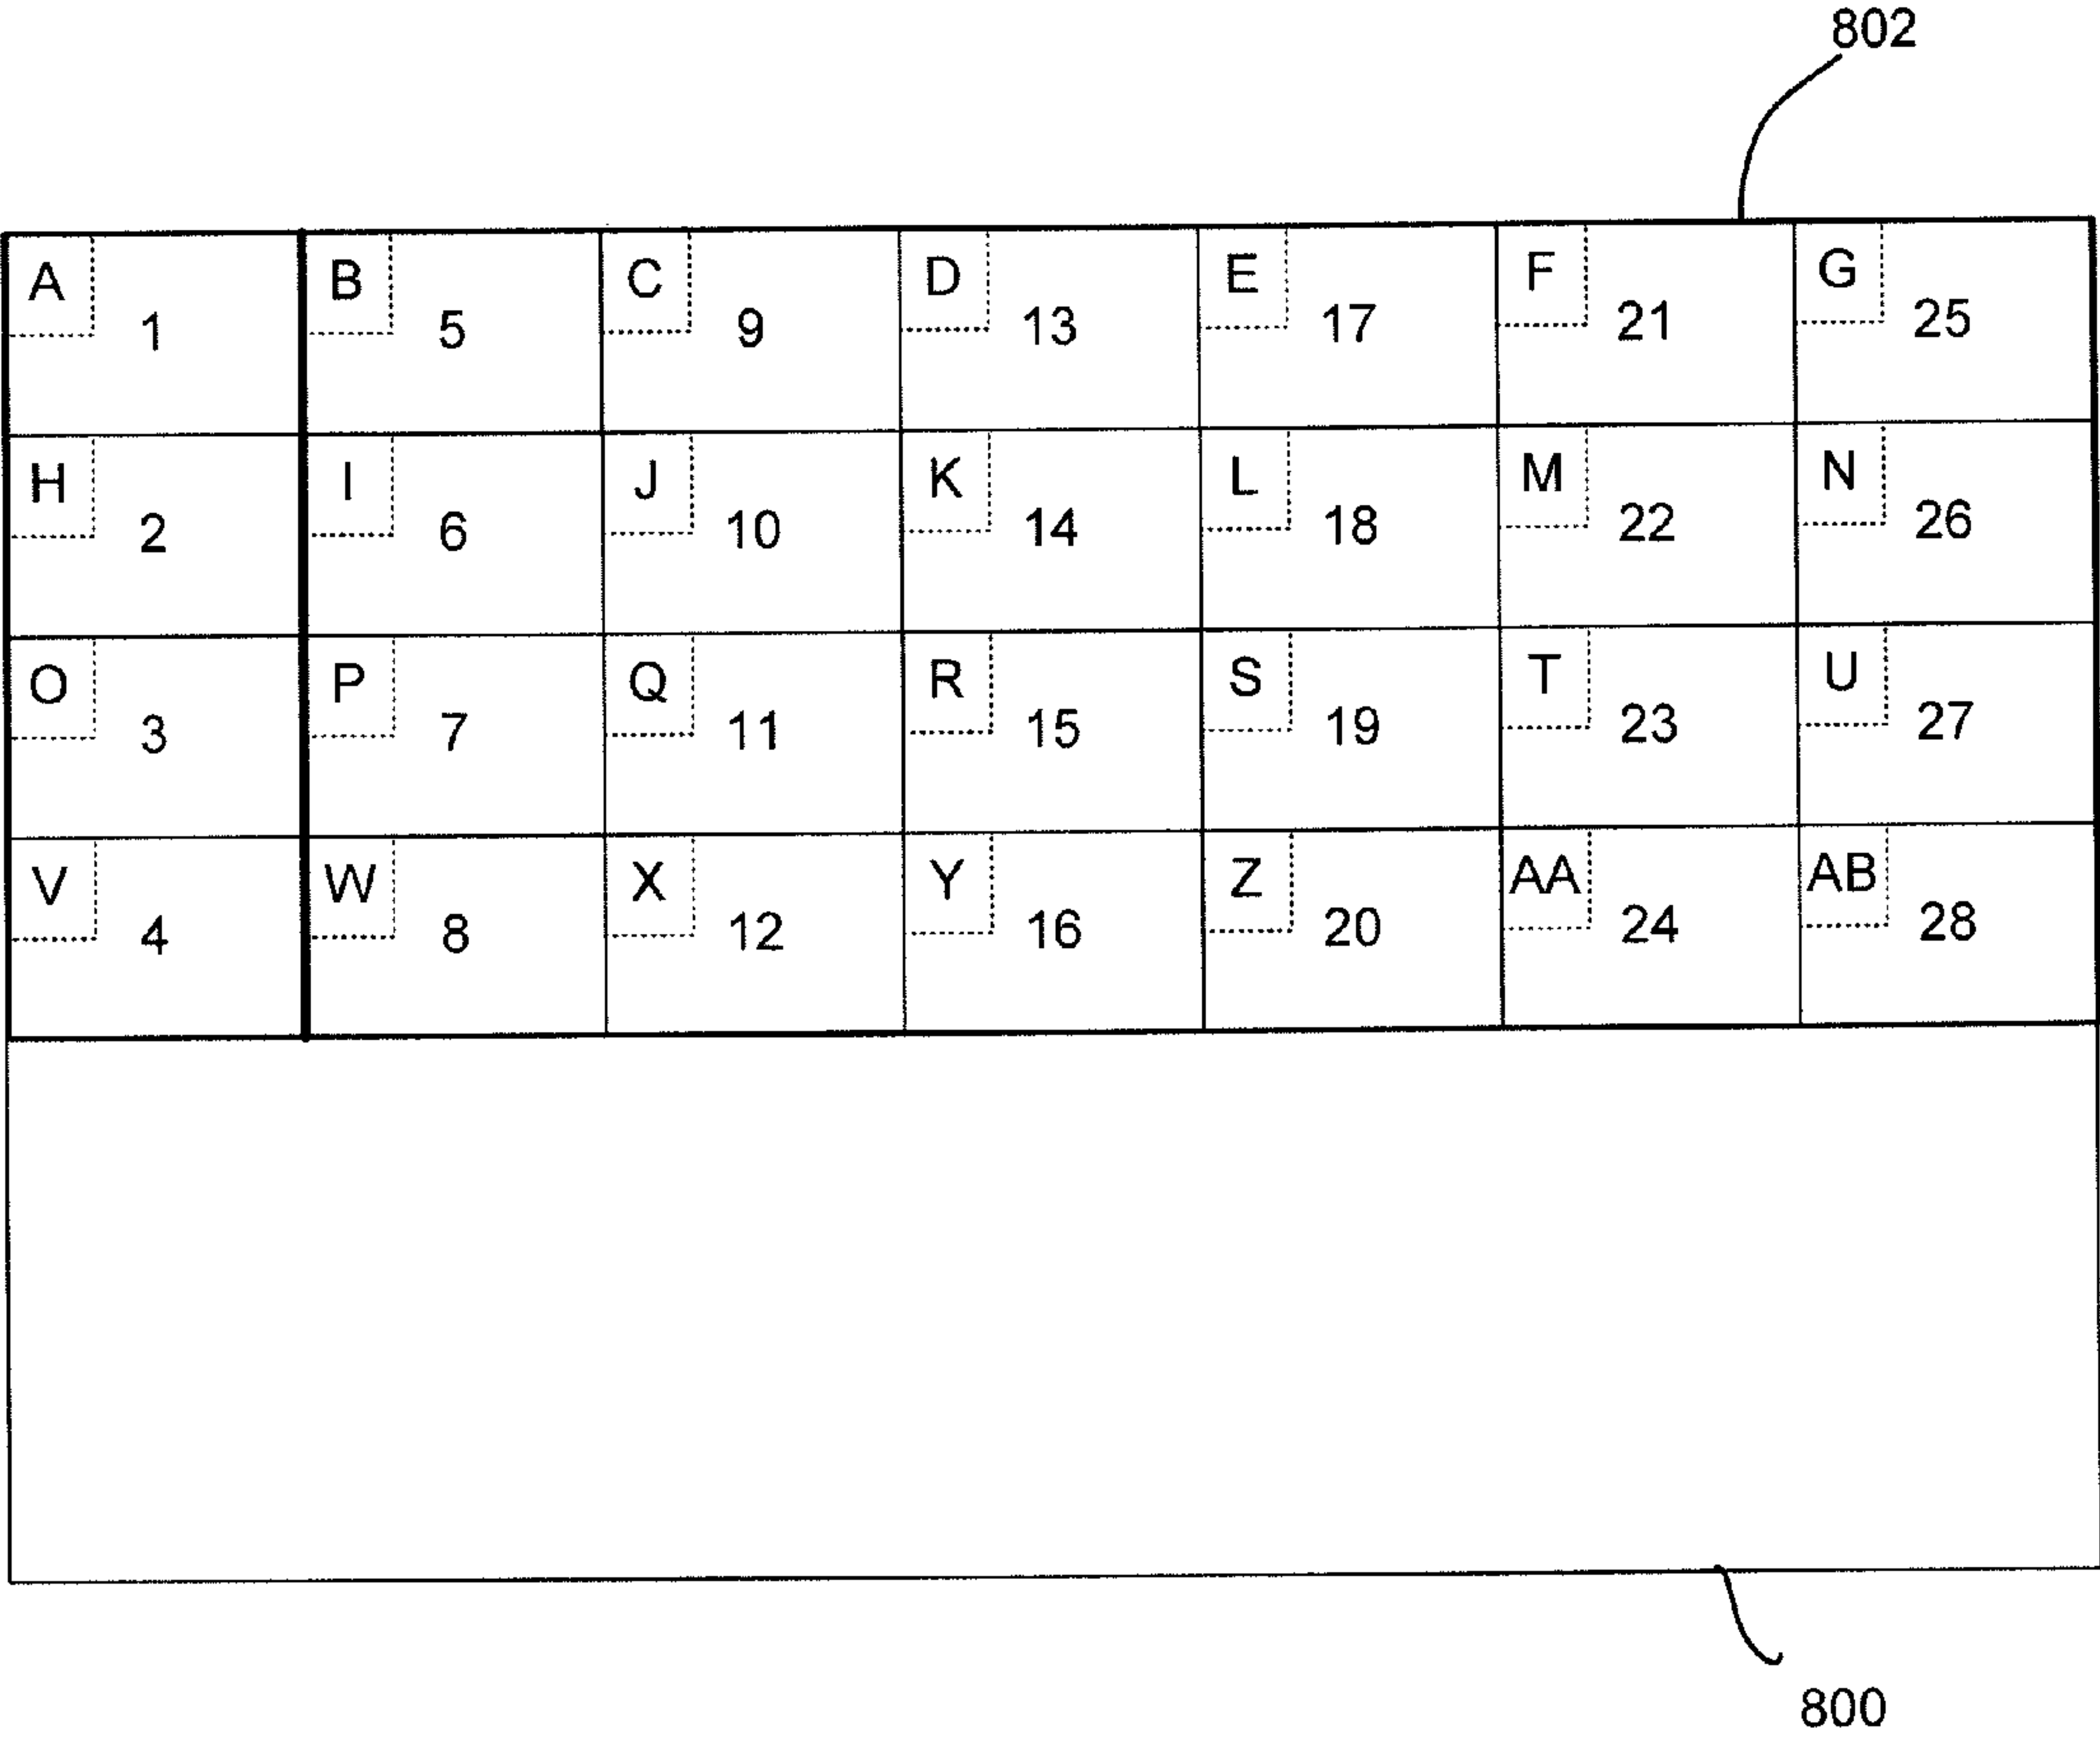 802
A B C D E F G
1 5 9 13 17 21 25
H I J K L M N
2 6 10 14 18 22 26
O P Q R S T U
3 7 11 15 19 23 27
V W X Y Z AA AB
4 8 12 16 20 24 28
800